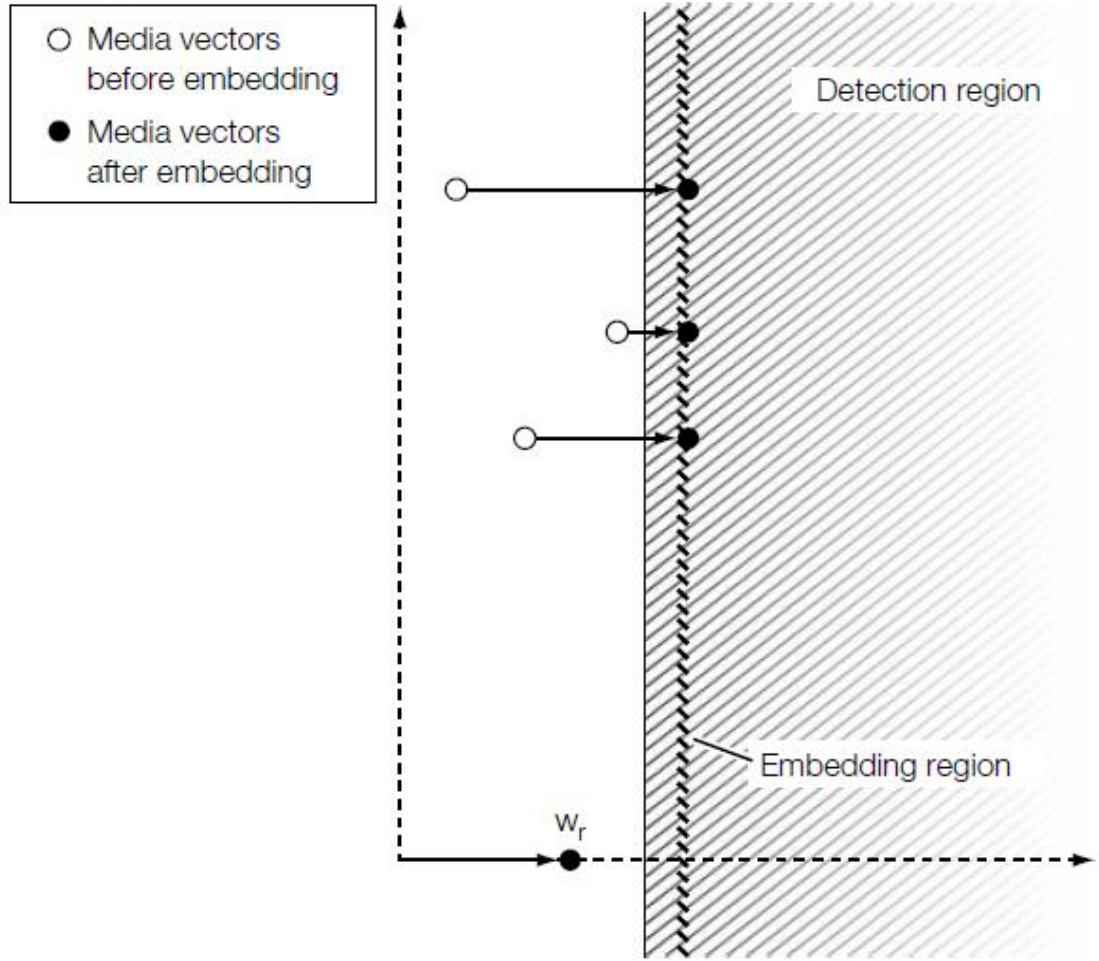 Media vectors
before embedding
Media vectors
after embedding
Detection region
Embedding region
wr